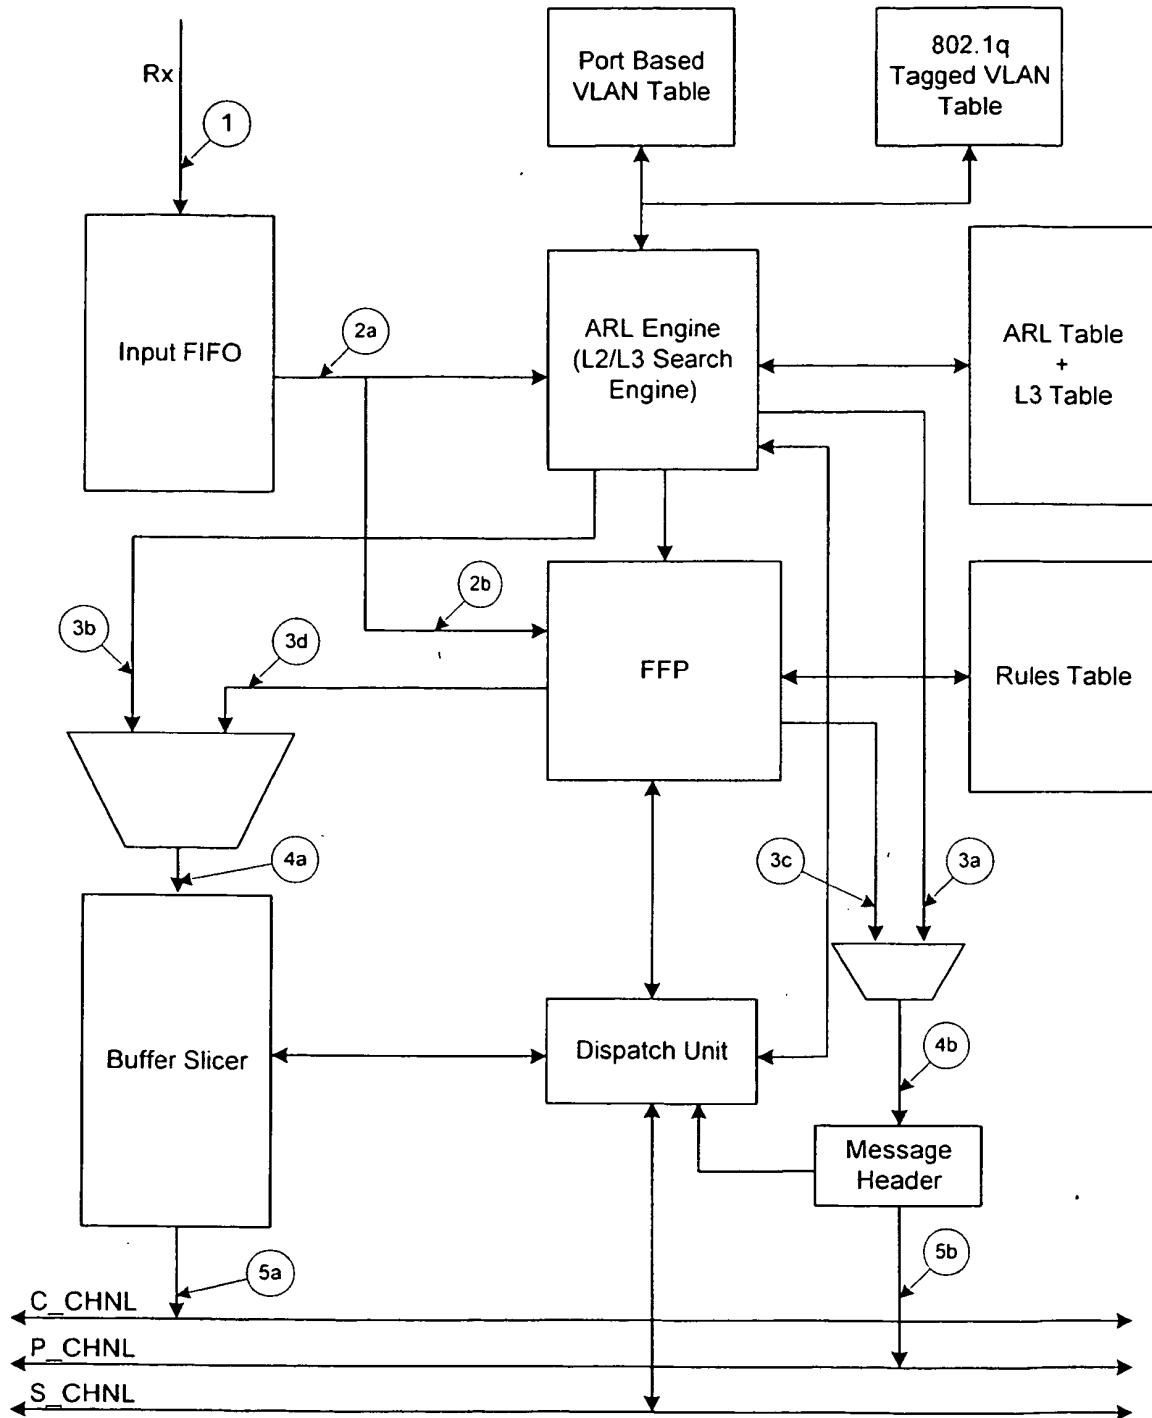 Port Based
VLAN Table
802.1q
Tagged VLAN
Table
Rx
1
Input FIFO
2a
ARL Engine
(L2/L3 Search
Engine)
ARL Table
+
L3 Table
2b
3b
3d
FFP
Rules Table
4a
3c
3a
Buffer Slicer
Dispatch Unit
4b
Message
Header
5a
5b
C_CHNL
P_CHNL
S_CHNL